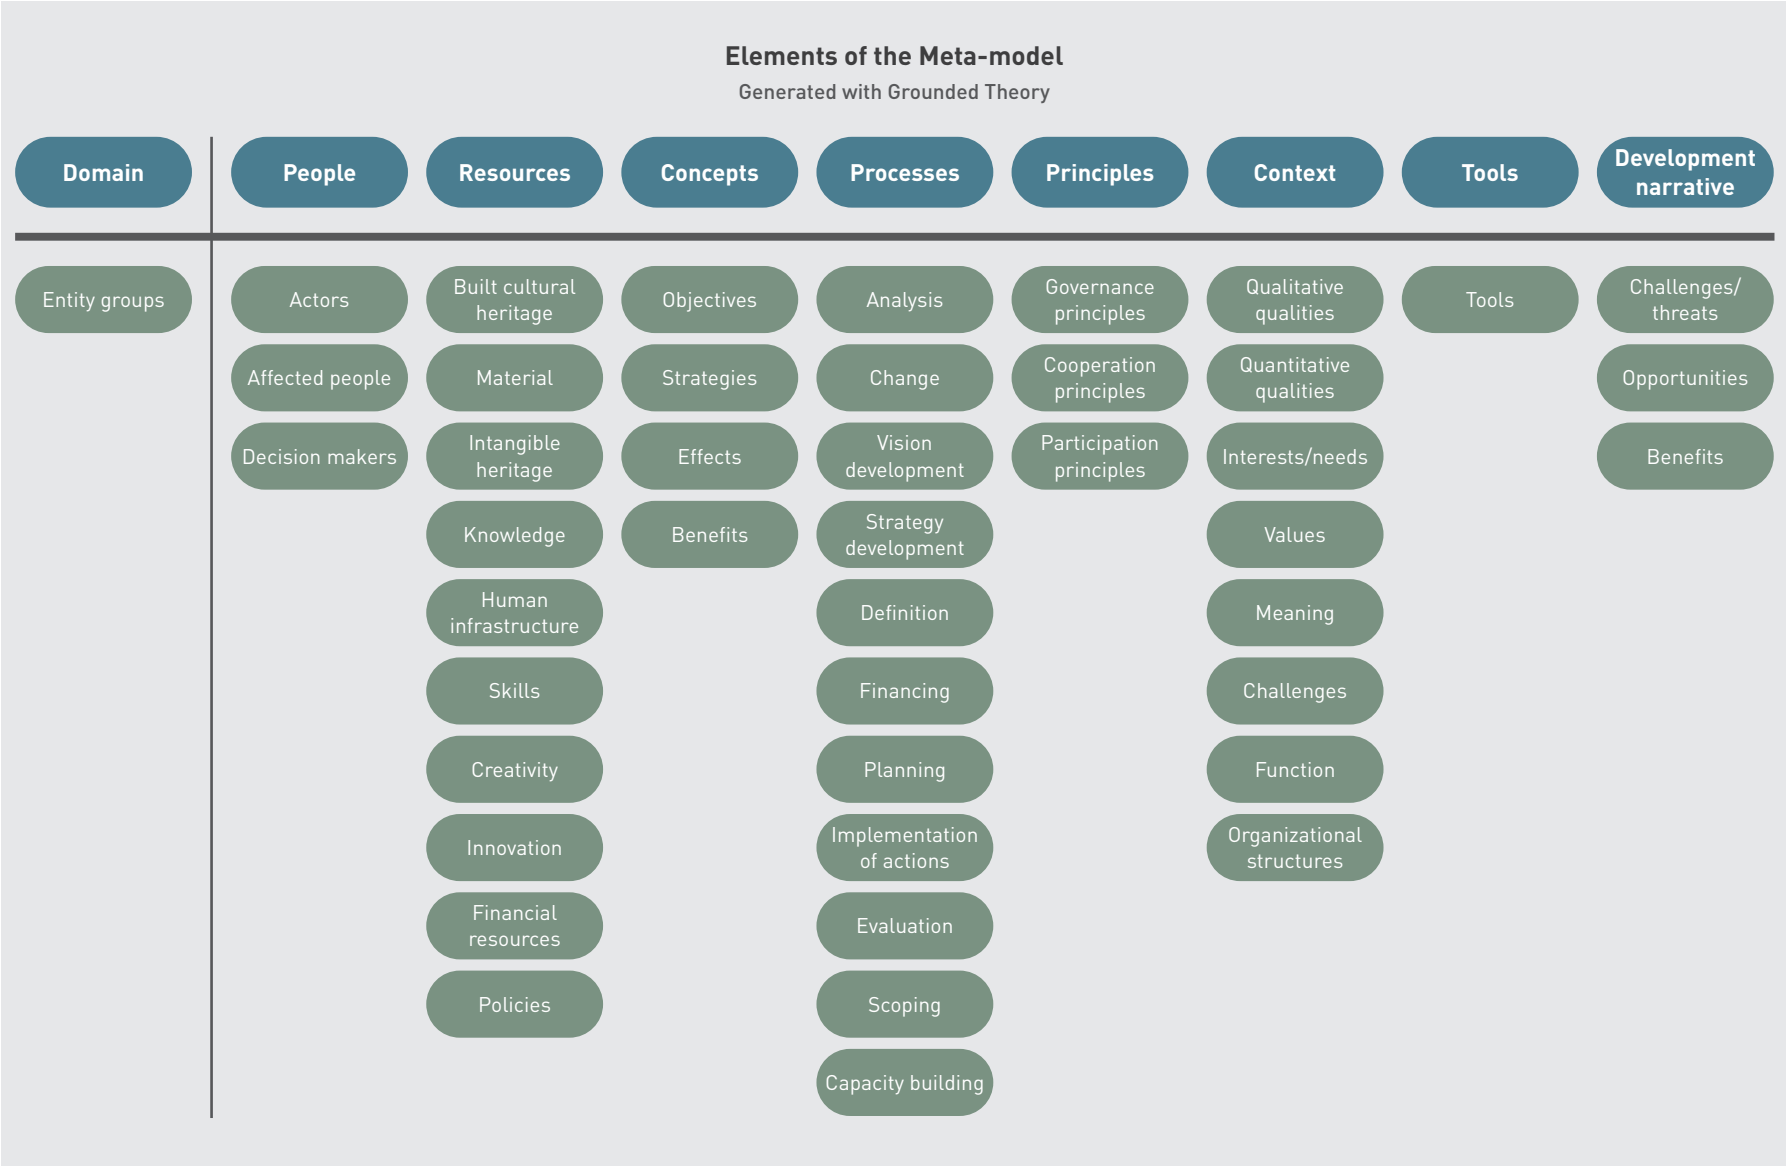 Elements of the Meta-model
Generated with Grounded Theory
Domain
People
Resources
Concepts
Processes
Principles
Context
Tools
Development
narrative
Entity groups
Actors
Affected people
Decision makers
Built cultural
heritage
Material
Intangible
heritage
Knowledge
Human
infrastructure
Skills
Creativity
Innovation
Financial
resources
Policies
Objectives
Strategies
Effects
Benefits
Analysis
Change
Vision
development
Strategy
development
Definition
Financing
Planning
Implementation
of actions
Evaluation
Scoping
Capacity building
Governance
principles
Cooperation
principles
Participation
principles
Qualitative
qualities
Quantitative
qualities
Interests/needs
Values
Meaning
Challenges
Function
Organizational
structures
Tools
Challenges/
threats
Opportunities
Benefits